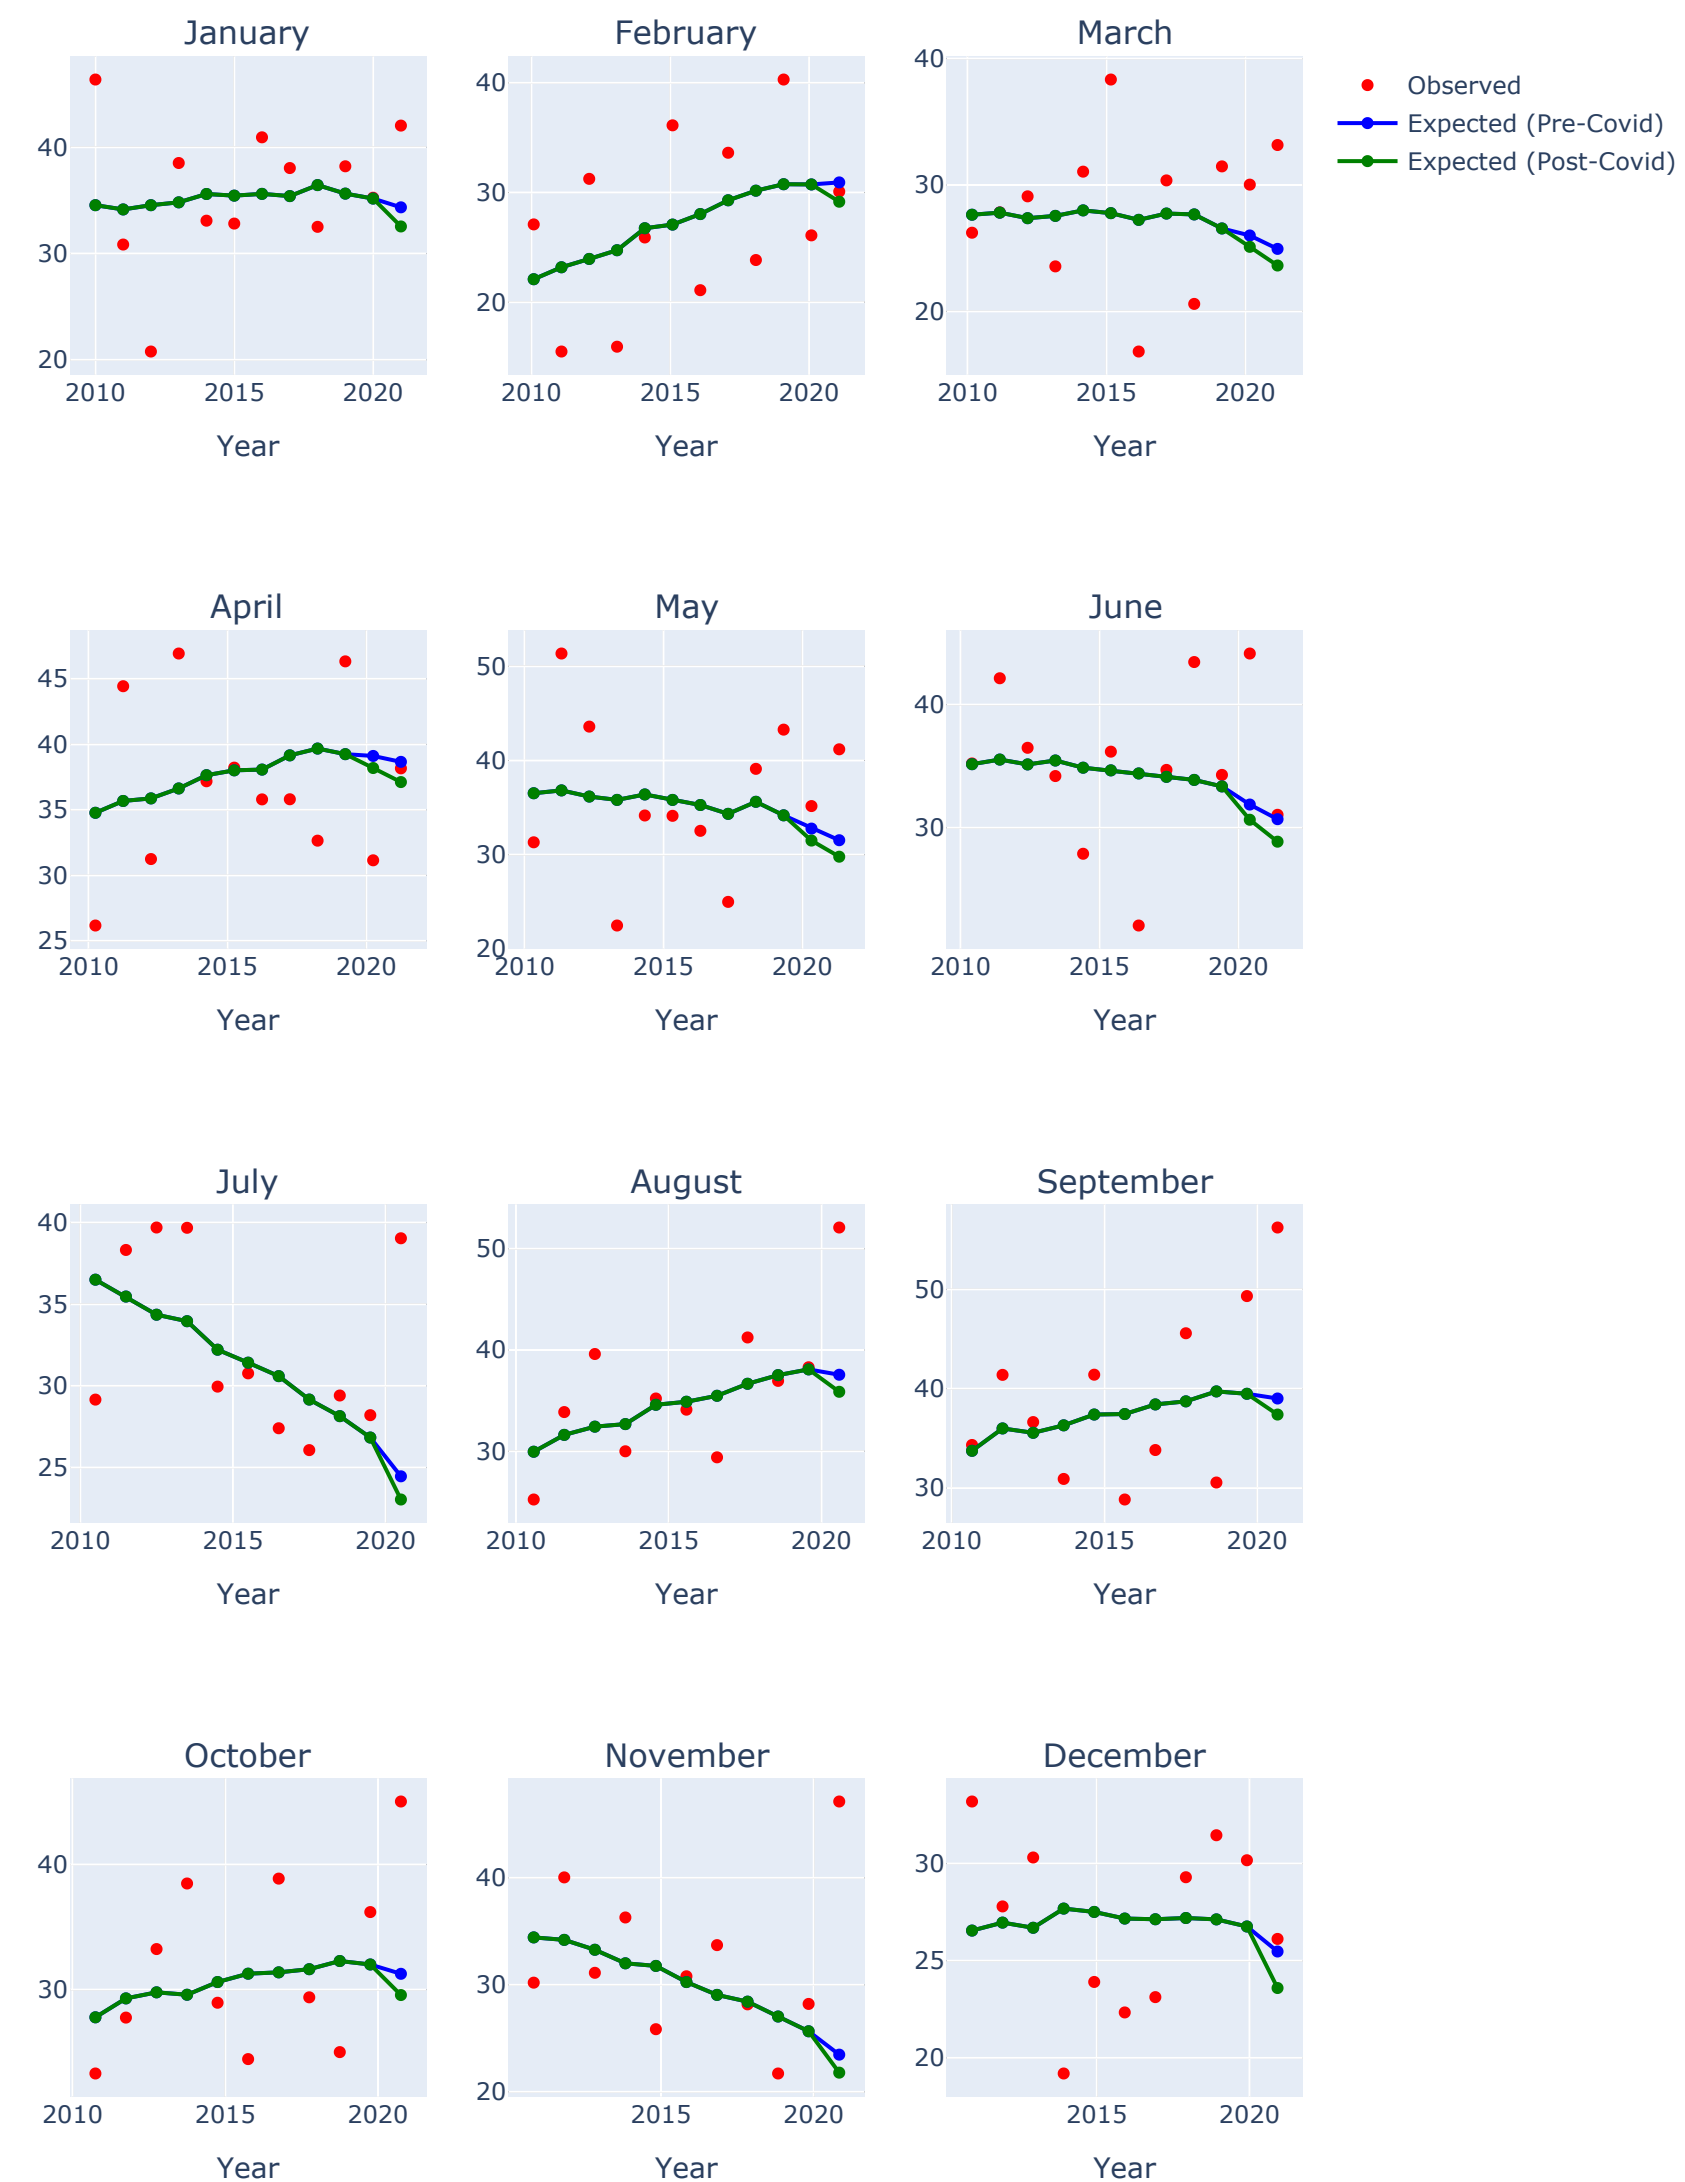 January
February
March
40
30
20
2010
2015
2020
Year
40
30
20
2010
2015
2020
Year
40
30
20
2010
2015
2020
Year
Observed
Expected (Pre-Covid)
Expected (Post-Covid)
April
May
June
45
40
35
30
25
2010
2015
2020
Year
50
40
30
20
2010
2015
2020
Year
40
30
2010
2015
2020
Year
July
August
September
40
35
30
25
2010
2015
2020
Year
50
40
30
2010
2015
2020
Year
50
40
30
2010
2015
2020
Year
October
November
December
40
30
2010
2015
2020
Year
40
30
20
2015
2020
Year
30
25
20
2015
2020
Year